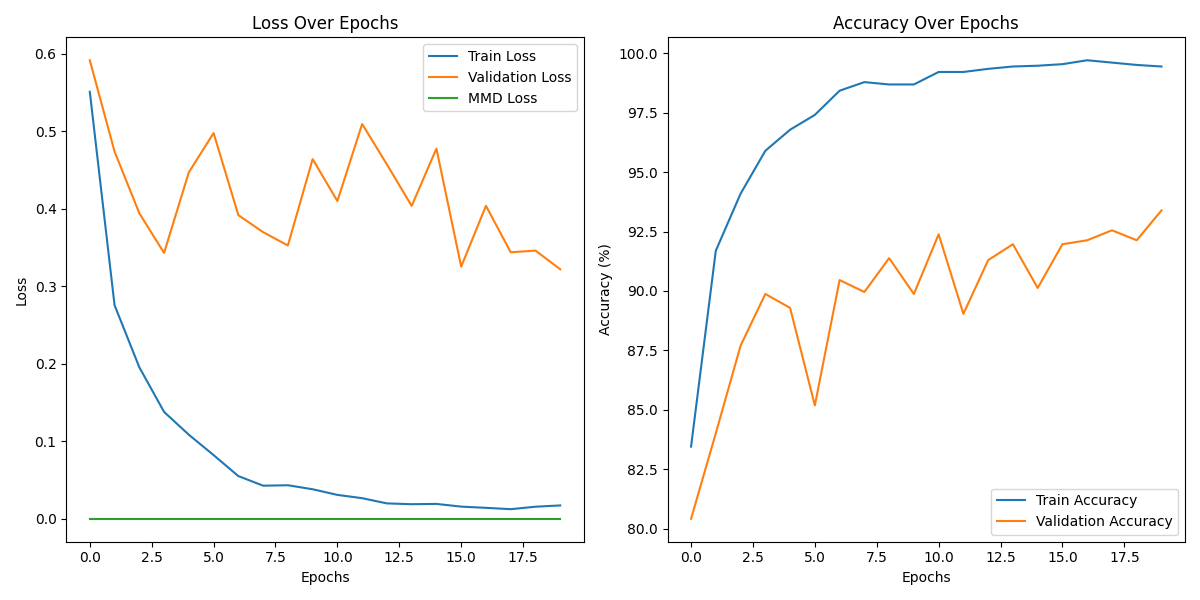 Loss Over Epochs
Train Loss
Validation Loss
MMD Loss
0.6
0.5
0.4
0.3
0.2
0.1
0.0
Loss
0.0 2.5 5.0 7.5 10.0 12.5 15.0 17.5
Epochs
Accuracy Over Epochs
100.0
97.5
95.0
92.5
90.0
87.5
85.0
82.5
80.0
Accuracy (%)
Train Accuracy
Validation Accuracy
0.0 2.5 5.0 7.5 10.0 12.5 15.0 17.5
Epochs